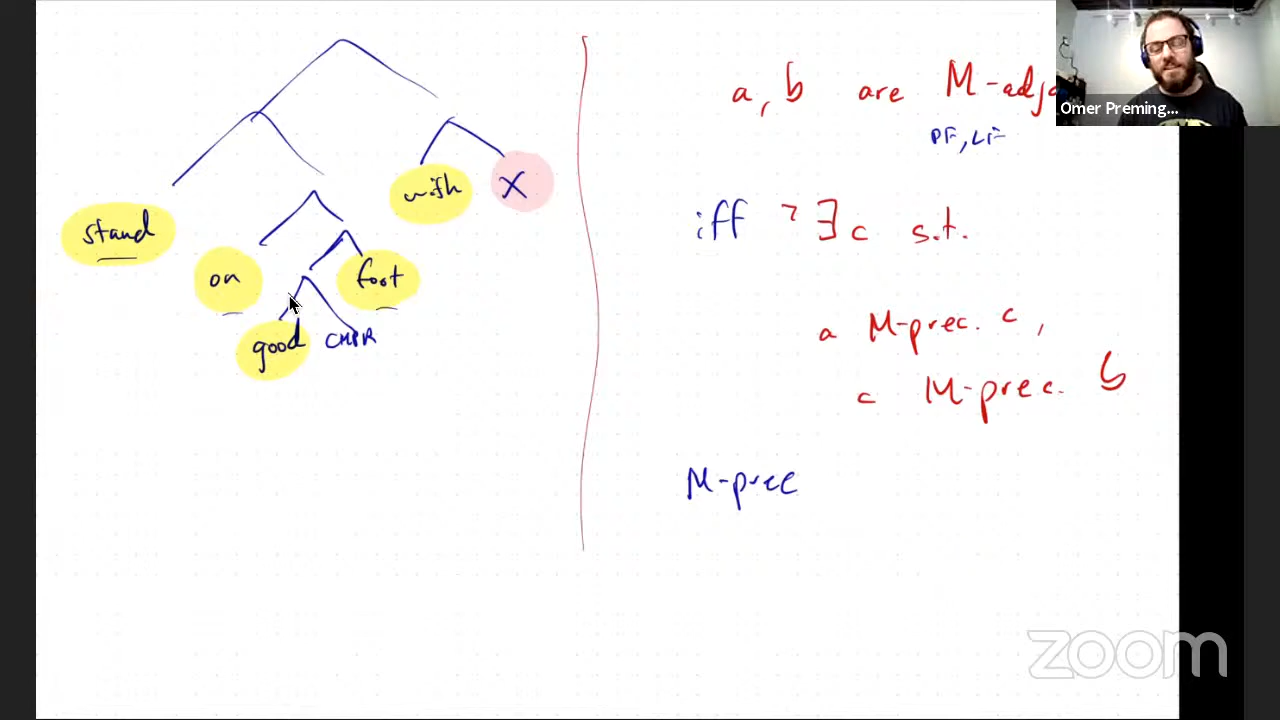 stand
on
good
CMPR
foot
with
X
a, b are M-adj
PF, LF
iff ¬∃c s.t.
a M-prec. c,
c M-prec. b
M-prec
Omer Preming...
zoom